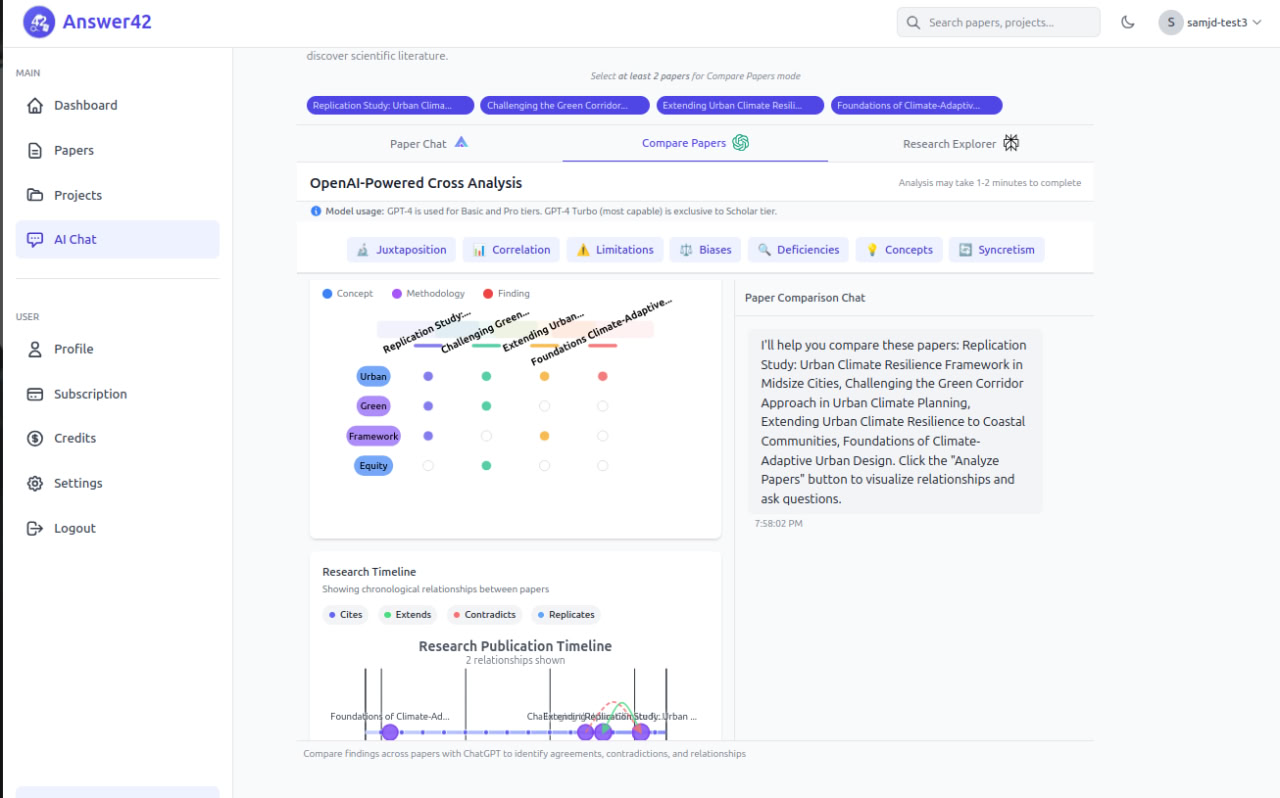 Answer42
Search papers, projects...
S samjd-test3
MAIN
Dashboard
Papers
Projects
AI Chat
USER
Profile
Subscription
Credits
Settings
Logout
discover scientific literature.
Select at least 2 papers for Compare Papers mode
Replication Study: Urban Clima...
Challenging the Green Corridor...
Extending Urban Climate Resili...
Foundations of Climate-Adaptiv...
Paper Chat
Compare Papers
Research Explorer
OpenAI-Powered Cross Analysis
Analysis may take 1-2 minutes to complete
Model usage: GPT-4 is used for Basic and Pro tiers. GPT-4 Turbo (most capable) is exclusive to Scholar tier.
Juxtaposition
Correlation
Limitations
Biases
Deficiencies
Concepts
Syncretism
Concept
Methodology
Finding
Replication Study:...
Challenging Green...
Extending Urban...
Foundations Climate-Adaptive...
Urban
Green
Framework
Equity
Research Timeline
Showing chronological relationships between papers
Cites
Extends
Contradicts
Replicates
Research Publication Timeline
2 relationships shown
Foundations of Climate-Ad...
Urban ...
Paper Comparison Chat
I'll help you compare these papers: Replication
Study: Urban Climate Resilience Framework in
Midsize Cities, Challenging the Green Corridor
Approach in Urban Climate Planning,
Extending Urban Climate Resilience to Coastal
Communities, Foundations of Climate-
Adaptive Urban Design. Click the "Analyze
Papers" button to visualize relationships and
ask questions.
7:58:02 PM
Compare findings across papers with ChatGPT to identify agreements, contradictions, and relationships